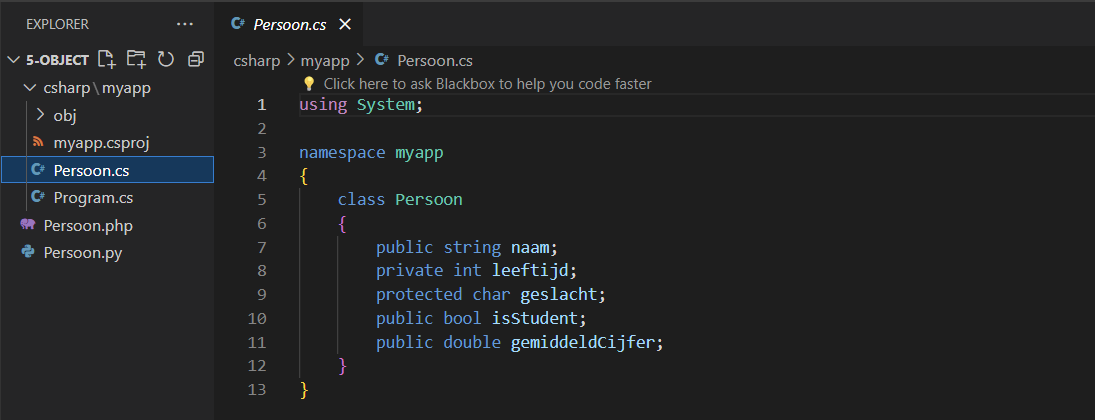 EXPLORER
5-OBJECT
csharp\myapp
obj
myapp.csproj
Persoon.cs
Program.cs
Persoon.php
Persoon.py
C# Persoon.cs
csharp > myapp > C# Persoon.cs
Click here to ask Blackbox to help you code faster
1 using System;
2
3 namespace myapp
4 {
5 class Persoon
6 {
7 public string naam;
8 private int leeftijd;
9 protected char geslacht;
10 public bool isStudent;
11 public double gemiddeldCijfer;
12 }
13 }